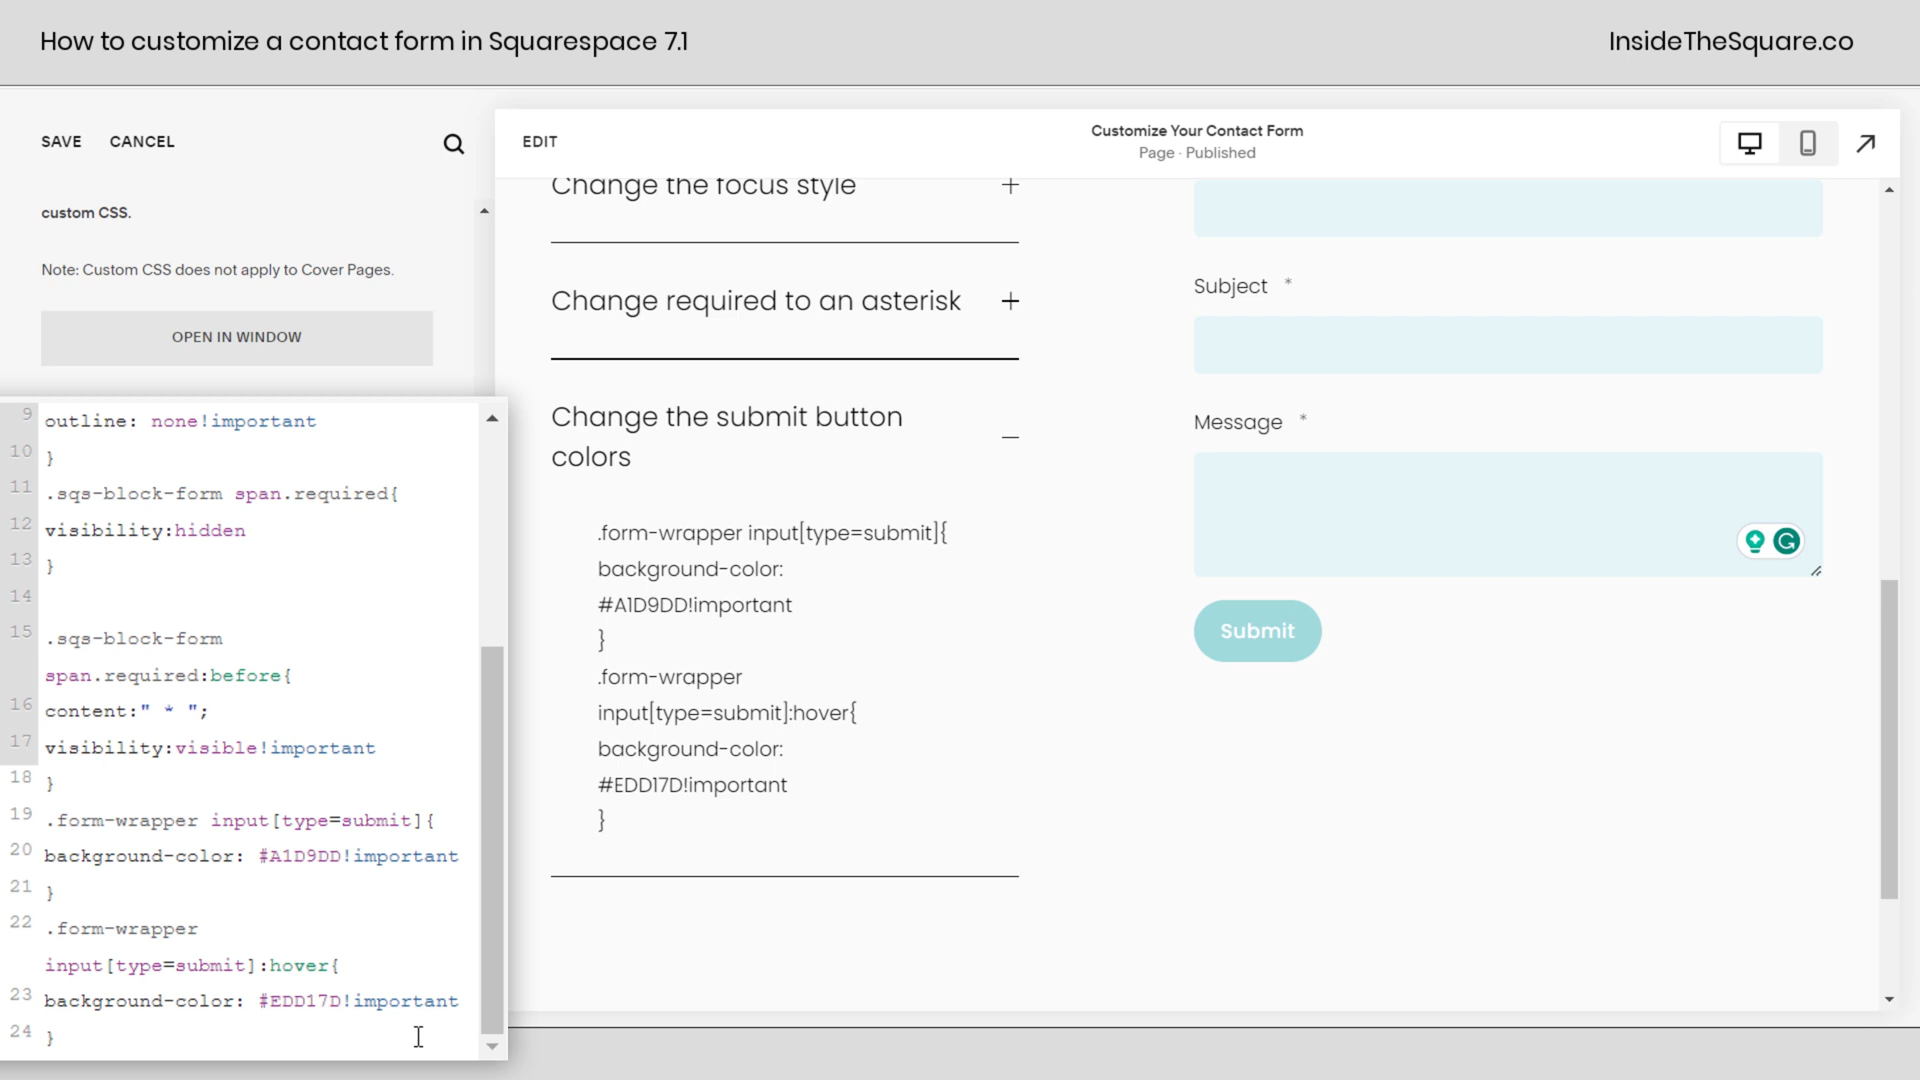 How to customize a contact form in Squarespace 7.1
InsideTheSquare.co
SAVE
CANCEL
EDIT
Customize Your Contact Form
Page · Published
custom CSS.
Note: Custom CSS does not apply to Cover Pages.
OPEN IN WINDOW
9 outline: none!important
10 }
11 .sqs-block-form span.required{
12 visibility:hidden
13 }
14
15 .sqs-block-form
span.required:before{
16 content:" * ";
17 visibility:visible!important
18 }
19 .form-wrapper input[type=submit]{
20 background-color: #A1D9DD!important
21 }
22 .form-wrapper
input[type=submit]:hover{
23 background-color: #EDD17D!important
24 }
Change the focus style +
Change required to an asterisk +
Change the submit button
colors
.form-wrapper input[type=submit]{
background-color:
#A1D9DD!important
}
.form-wrapper
input[type=submit]:hover{
background-color:
#EDD17D!important
}
Subject *
Message *
Submit